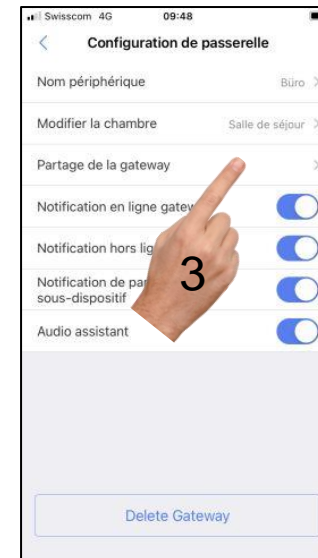 Swisscom 4G 09:48
Configuration de passerelle
Nom périphérique Büro
Modifier la chambre Salle de séjour
Partage de la gateway
Notification en ligne gatew
Notification hors lig
Notification de
sous-dispositif
Audio assistant
3
Delete Gateway